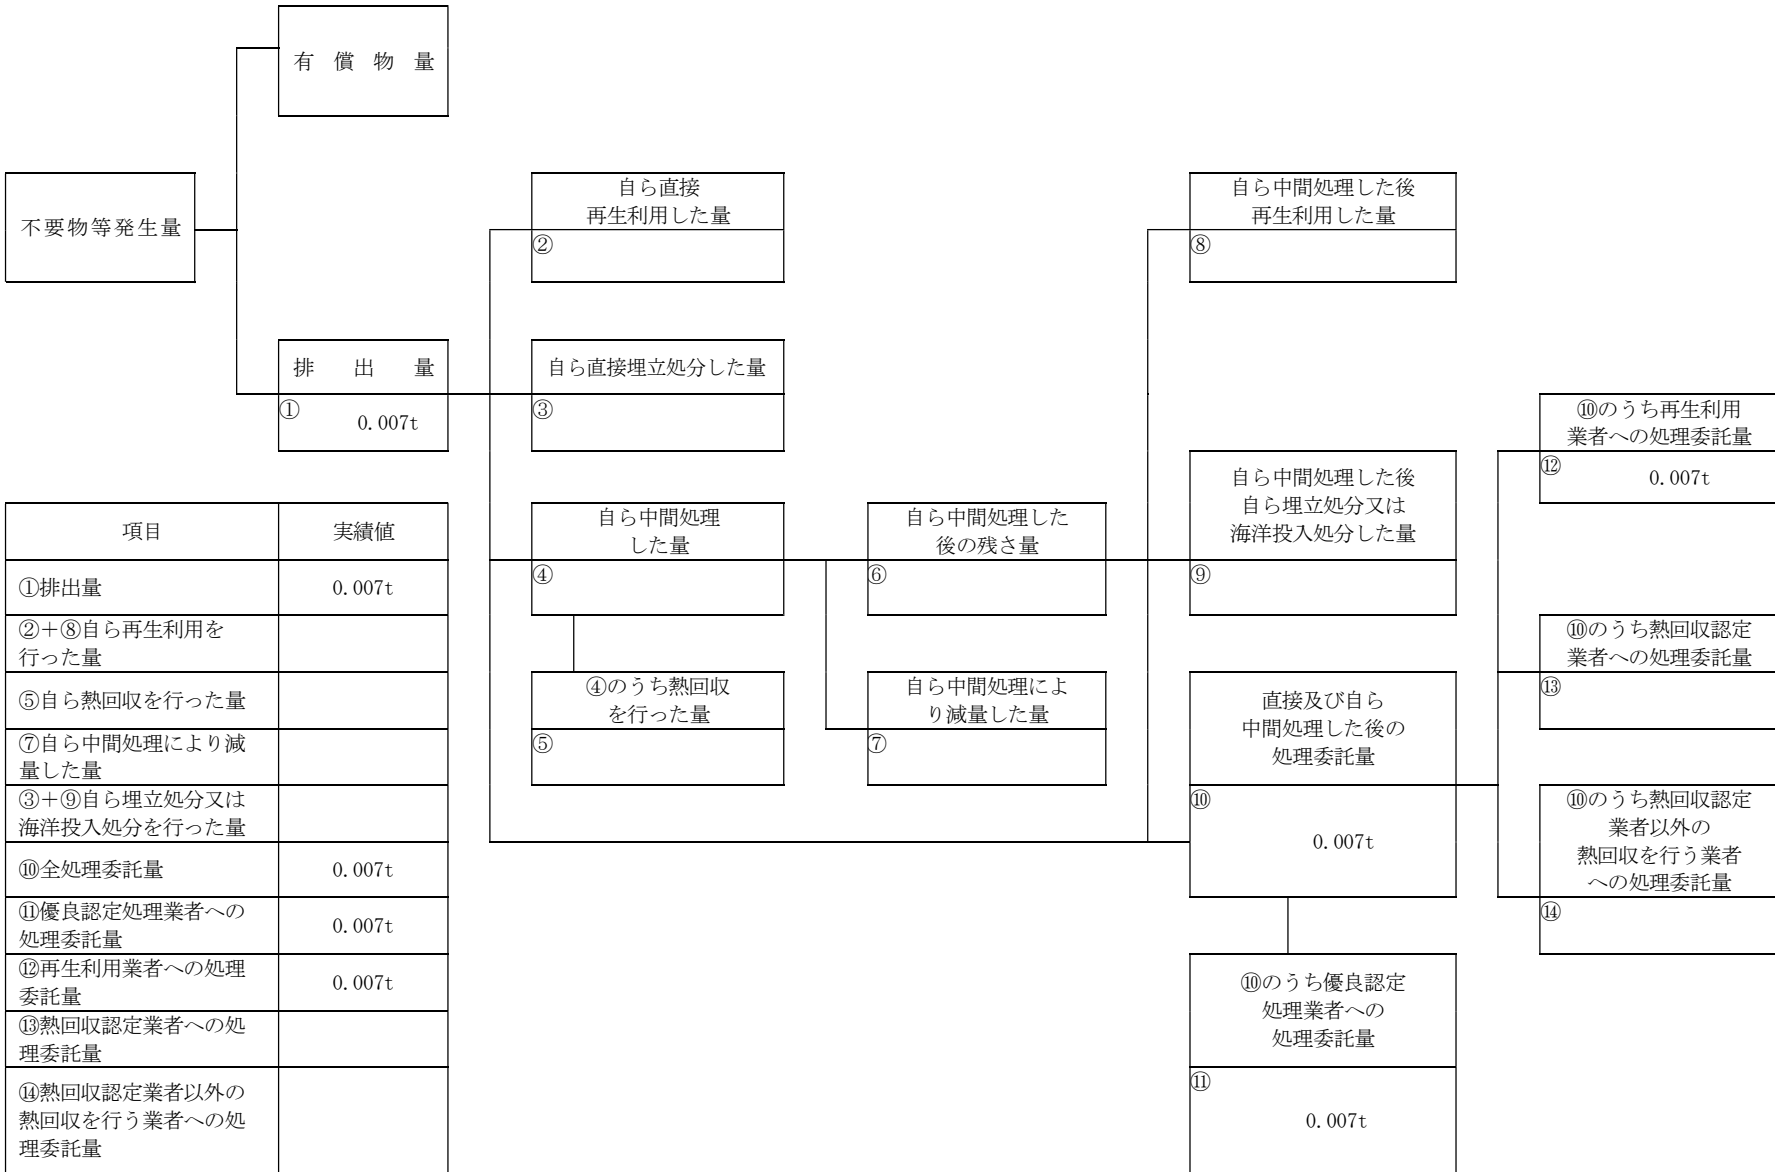 有償物量
不要物等発生量
自ら直接
再生利用した量
②
自ら中間処理した後
再生利用した量
⑧
排出量
① 0.007t
自ら直接埋立処分した量
③
⑩のうち再生利用
業者への処理委託量
⑫ 0.007t
自ら中間処理
した量
④
自ら中間処理した
後の残さ量
⑥
自ら中間処理した後
自ら埋立処分又は
海洋投入処分した量
⑨
⑩のうち熱回収認定
業者への処理委託量
⑬
④のうち熱回収
を行った量
⑤
自ら中間処理によ
り減量した量
⑦
直接及び自ら
中間処理した後の
処理委託量
⑩
0.007t
⑩のうち熱回収認定
業者以外の
熱回収を行う業者
への処理委託量
⑭
⑩のうち優良認定
処理業者への
処理委託量
⑪
0.007t
項目 実績値
①排出量 0.007t
②+⑧自ら再生利用を
行った量
⑤自ら熱回収を行った量
⑦自ら中間処理により減
量した量
③+⑨自ら埋立処分又は
海洋投入処分を行った量
⑩全処理委託量 0.007t
⑪優良認定処理業者への
処理委託量 0.007t
⑫再生利用業者への処理
委託量 0.007t
⑬熱回収認定業者への処
理委託量
⑭熱回収認定業者以外の
熱回収を行う業者への処
理委託量